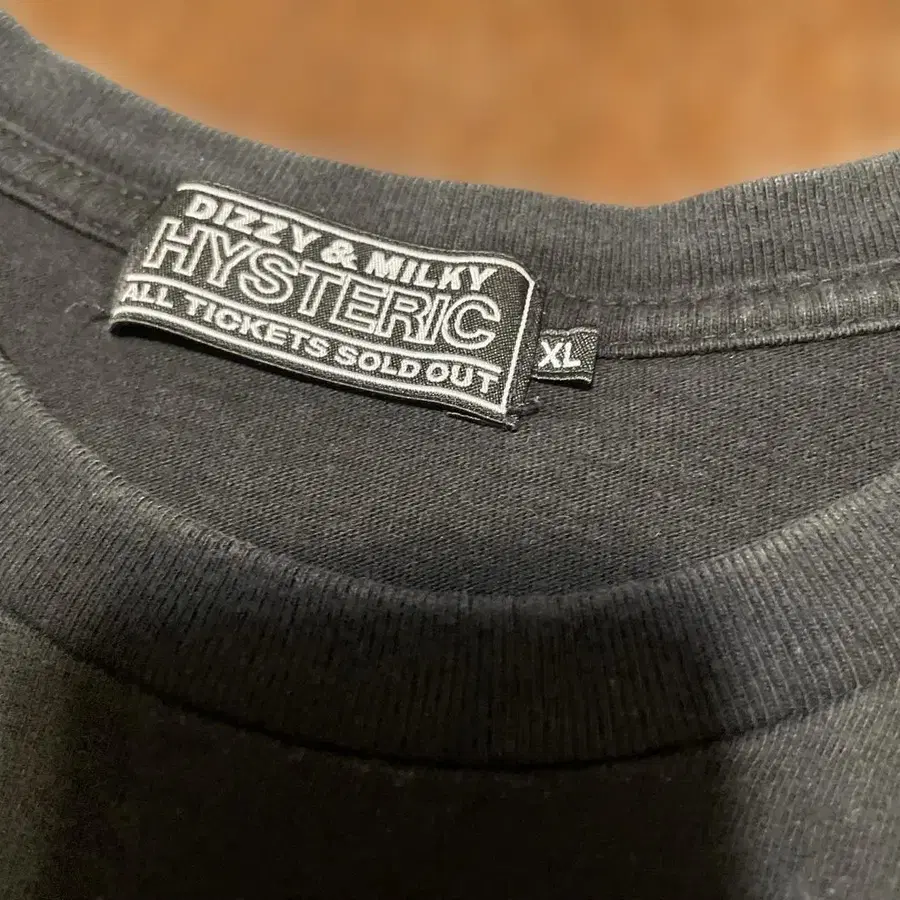 DIZZY & MILKY
HYSTERIC
ALL TICKETS SOLD OUT
XL